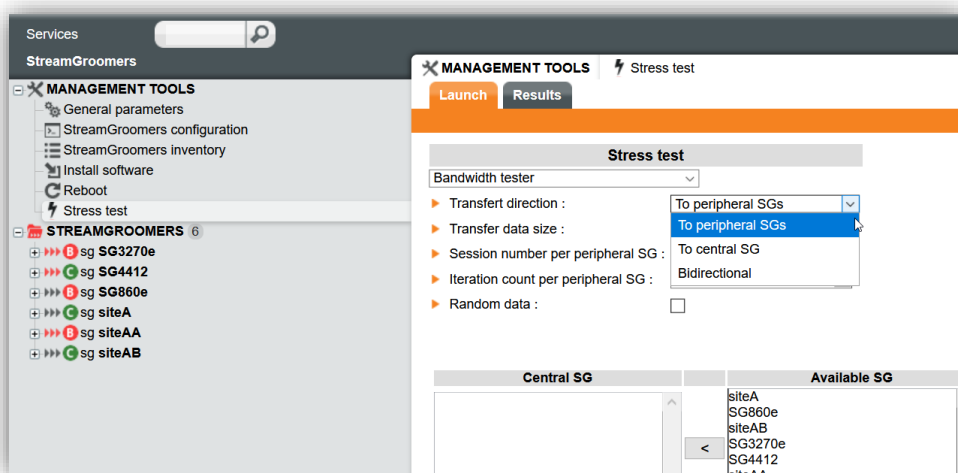 Services
StreamGroomers
MANAGEMENT TOOLS
General parameters
StreamGroomers configuration
StreamGroomers inventory
Install software
Reboot
Stress test
STREAMGROOMERS 6
B sg SG3270e
C sg SG4412
B sg SG860e
C sg siteA
B sg siteAA
C sg siteAB
MANAGEMENT TOOLS Stress test
Launch Results
Stress test
Bandwidth tester
Transfert direction : To peripheral SGs
To peripheral SGs
Transfer data size :
To central SG
Session number per peripheral SG :
Bidirectional
Iteration count per peripheral SG :
Random data :
Central SG Available SG
siteA
SG860e
siteAB
< SG3270e
SG4412
siteAA